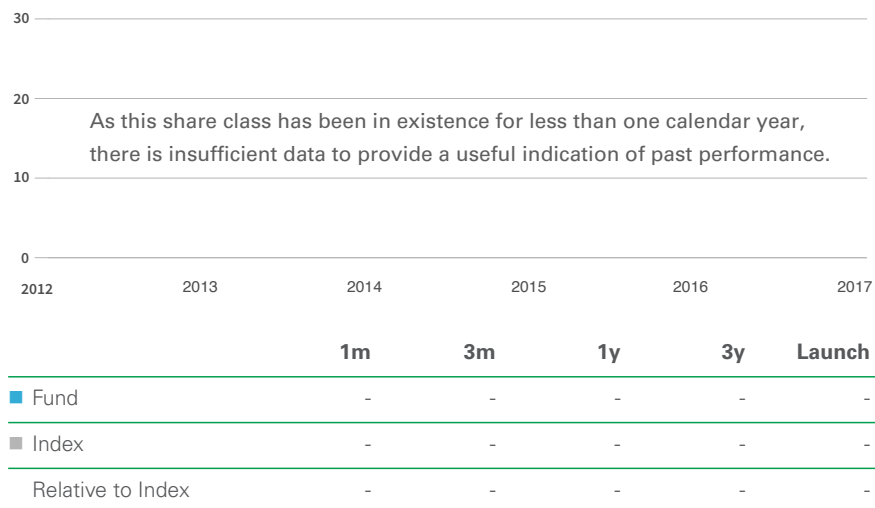 30
20
As this share class has been in existence for less than one calendar year,
there is insufficient data to provide a useful indication of past performance.
10
0
2012 2013 2014 2015 2016 2017
1m 3m 1y 3y Launch
Fund - - - - -
Index - - - - -
Relative to Index - - - - -